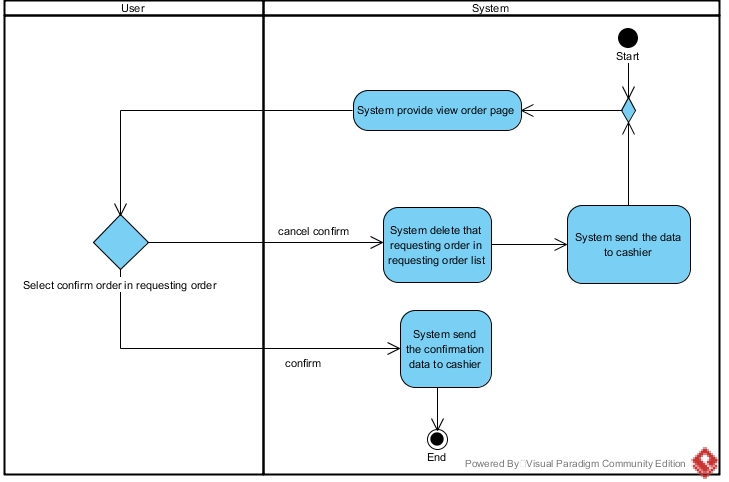 User
System
Start
System provide view order page
cancel confirm
System delete that
requesting order in
requesting order list
System send the data
to cashier
Select confirm order in requesting order
System send
the confirmation
data to cashier
confirm
End
Powered By Visual Paradigm Community Edition